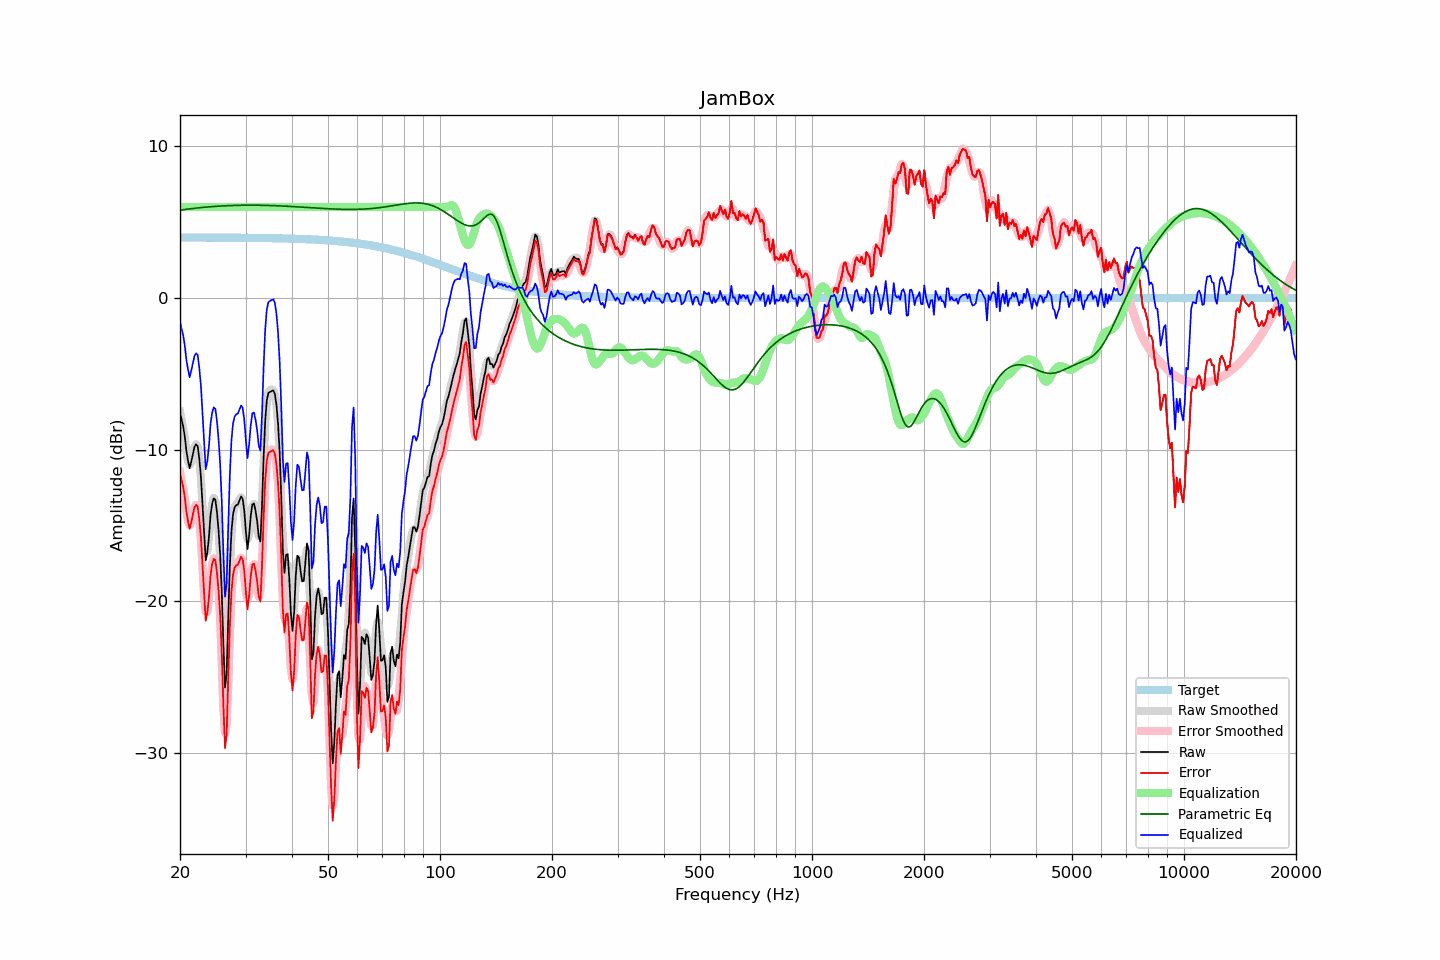 JamBox
10
0
−10
−20
−30
Amplitude (dBr)
20
50
100
200
500
1000
2000
5000
10000
20000
Frequency (Hz)
Target
Raw Smoothed
Error Smoothed
Raw
Error
Equalization
Parametric Eq
Equalized